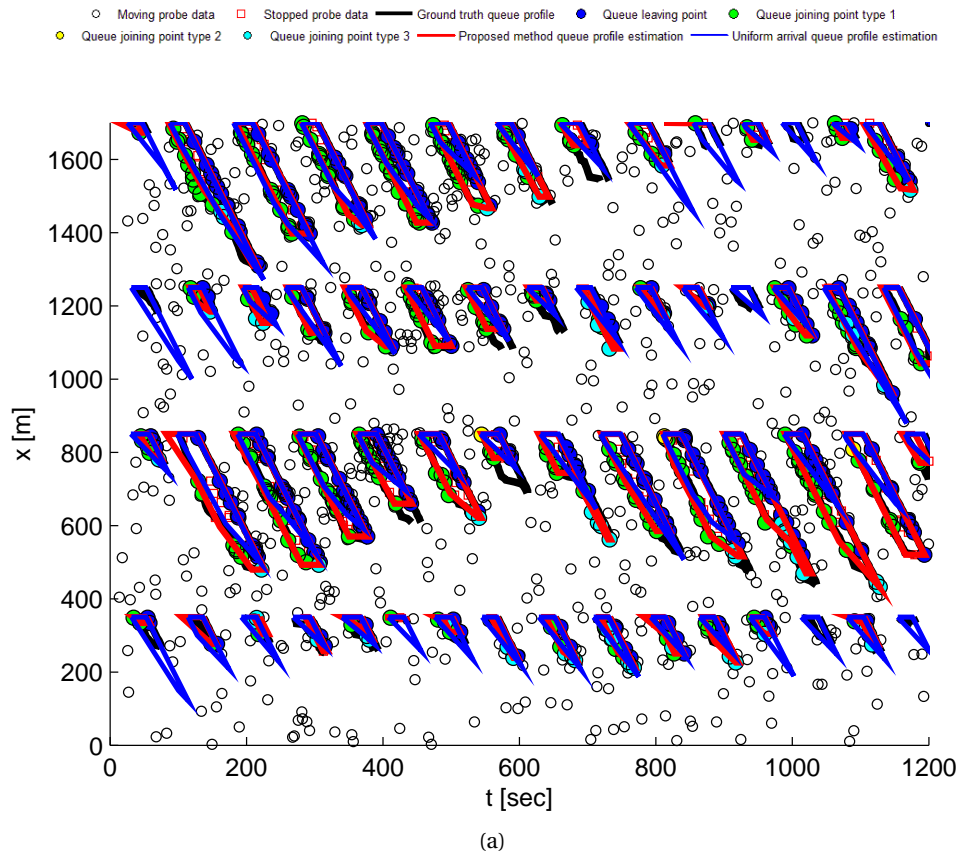 Moving probe data Stopped probe data Ground truth queue profile Queue leaving point Queue joining point type 1
Queue joining point type 2 Queue joining point type 3 Proposed method queue profile estimation Uniform arrival queue profile estimation
1600
1400
1200
1000
800
600
400
200
0
x [m]
0 200 400 600 800 1000 1200
t [sec]
(a)